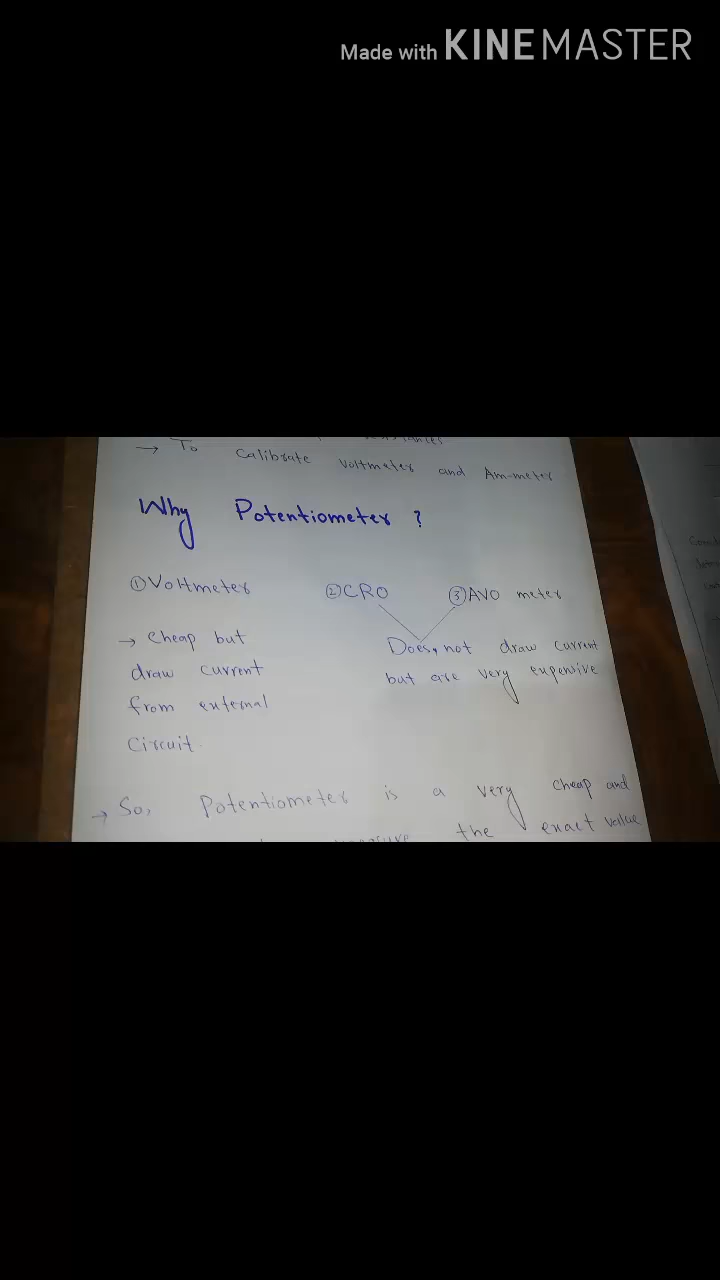 Made with KINEMASTER
→ To calibrate voltmeter and Am-meter
Why Potentiometer ?
①Voltmeter ②CRO ③AVO meter
→ Cheap but
draw current
from external
Circuit.
Does, not draw current
but are very expensive
→ So, Potentiometer is a very cheap and
measure the exact value